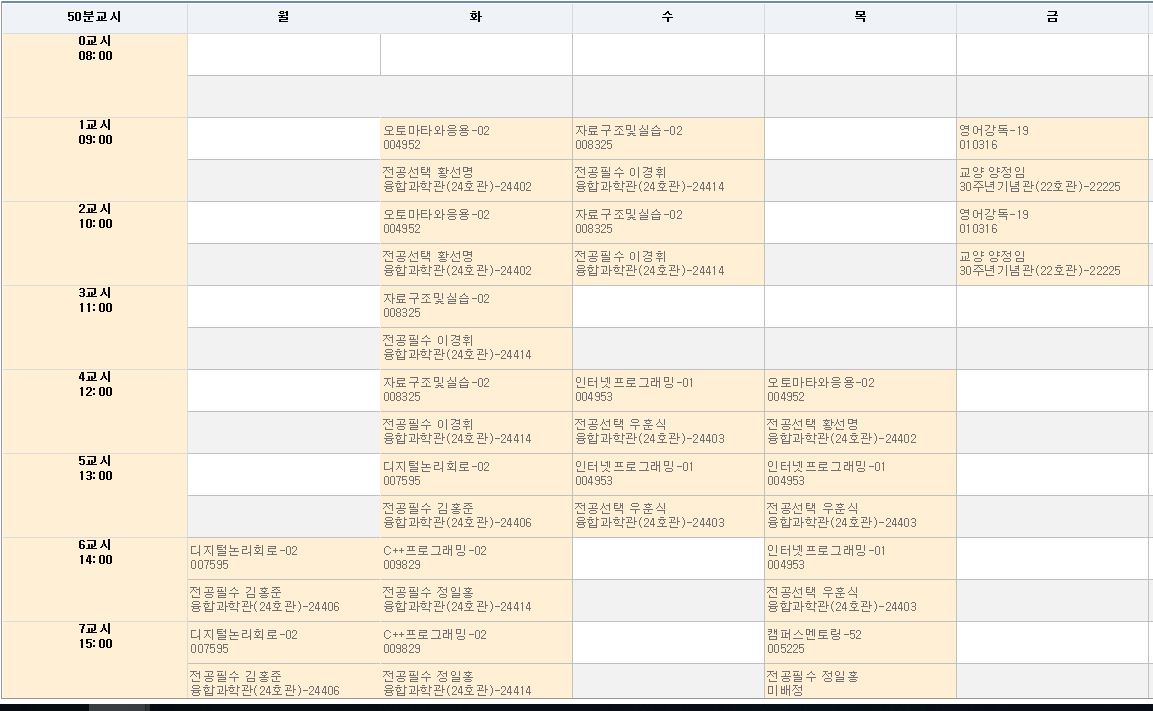 50분교시 월 화 수 목 금
0교시
08:00
1교시
09:00
오토마타와응용-02 자료구조및실습-02 영어강독-19
004952 008325 010316
전공선택 황선명 전공필수 이경휘 교양 양정임
융합과학관(24호관)-24402 융합과학관(24호관)-24414 30주년기념관(22호관)-22225
2교시
10:00
오토마타와응용-02 자료구조및실습-02 영어강독-19
004952 008325 010316
전공선택 황선명 전공필수 이경휘 교양 양정임
융합과학관(24호관)-24402 융합과학관(24호관)-24414 30주년기념관(22호관)-22225
3교시
11:00
자료구조및실습-02
008325
전공필수 이경휘
융합과학관(24호관)-24414
4교시
12:00
자료구조및실습-02 인터넷프로그래밍-01 오토마타와응용-02
008325 004953 004952
전공필수 이경휘 전공선택 우훈식 전공선택 황선명
융합과학관(24호관)-24414 융합과학관(24호관)-24403 융합과학관(24호관)-24402
5교시
13:00
디지털논리회로-02 인터넷프로그래밍-01 인터넷프로그래밍-01
007595 004953 004953
전공필수 김홍준 전공선택 우훈식 전공선택 우훈식
융합과학관(24호관)-24406 융합과학관(24호관)-24403 융합과학관(24호관)-24403
6교시
14:00
디지털논리회로-02 C++프로그래밍-02 인터넷프로그래밍-01
007595 009829 004953
전공필수 김홍준 전공필수 정일홍 전공선택 우훈식
융합과학관(24호관)-24406 융합과학관(24호관)-24414 융합과학관(24호관)-24403
7교시
15:00
디지털논리회로-02 C++프로그래밍-02 캠퍼스멘토링-52
007595 009829 005225
전공필수 김홍준 전공필수 정일홍 전공필수 정일홍
융합과학관(24호관)-24406 융합과학관(24호관)-24414 미배정